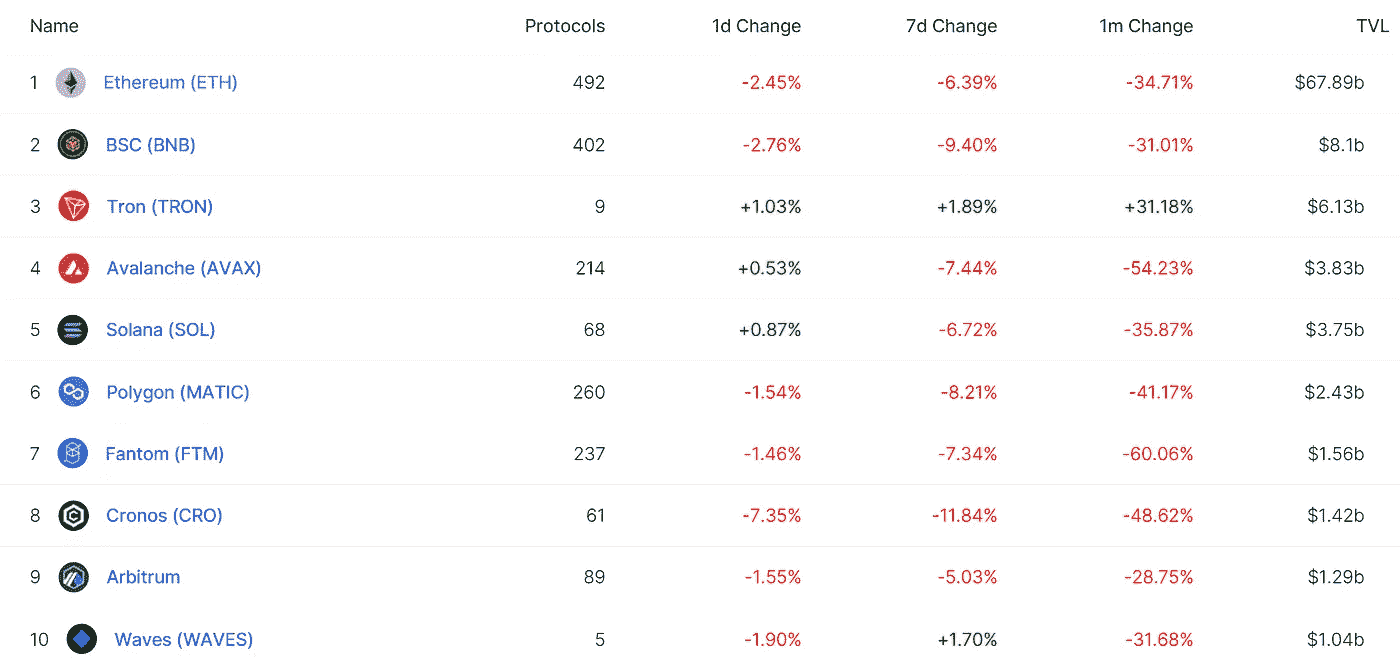 Name Protocols 1d Change 7d Change 1m Change TVL
1 Ethereum (ETH) 492 -2.45% -6.39% -34.71% $67.89b
2 BSC (BNB) 402 -2.76% -9.40% -31.01% $8.1b
3 Tron (TRON) 9 +1.03% +1.89% +31.18% $6.13b
4 Avalanche (AVAX) 214 +0.53% -7.44% -54.23% $3.83b
5 Solana (SOL) 68 +0.87% -6.72% -35.87% $3.75b
6 Polygon (MATIC) 260 -1.54% -8.21% -41.17% $2.43b
7 Fantom (FTM) 237 -1.46% -7.34% -60.06% $1.56b
8 Cronos (CRO) 61 -7.35% -11.84% -48.62% $1.42b
9 Arbitrum 89 -1.55% -5.03% -28.75% $1.29b
10 Waves (WAVES) 5 -1.90% +1.70% -31.68% $1.04b